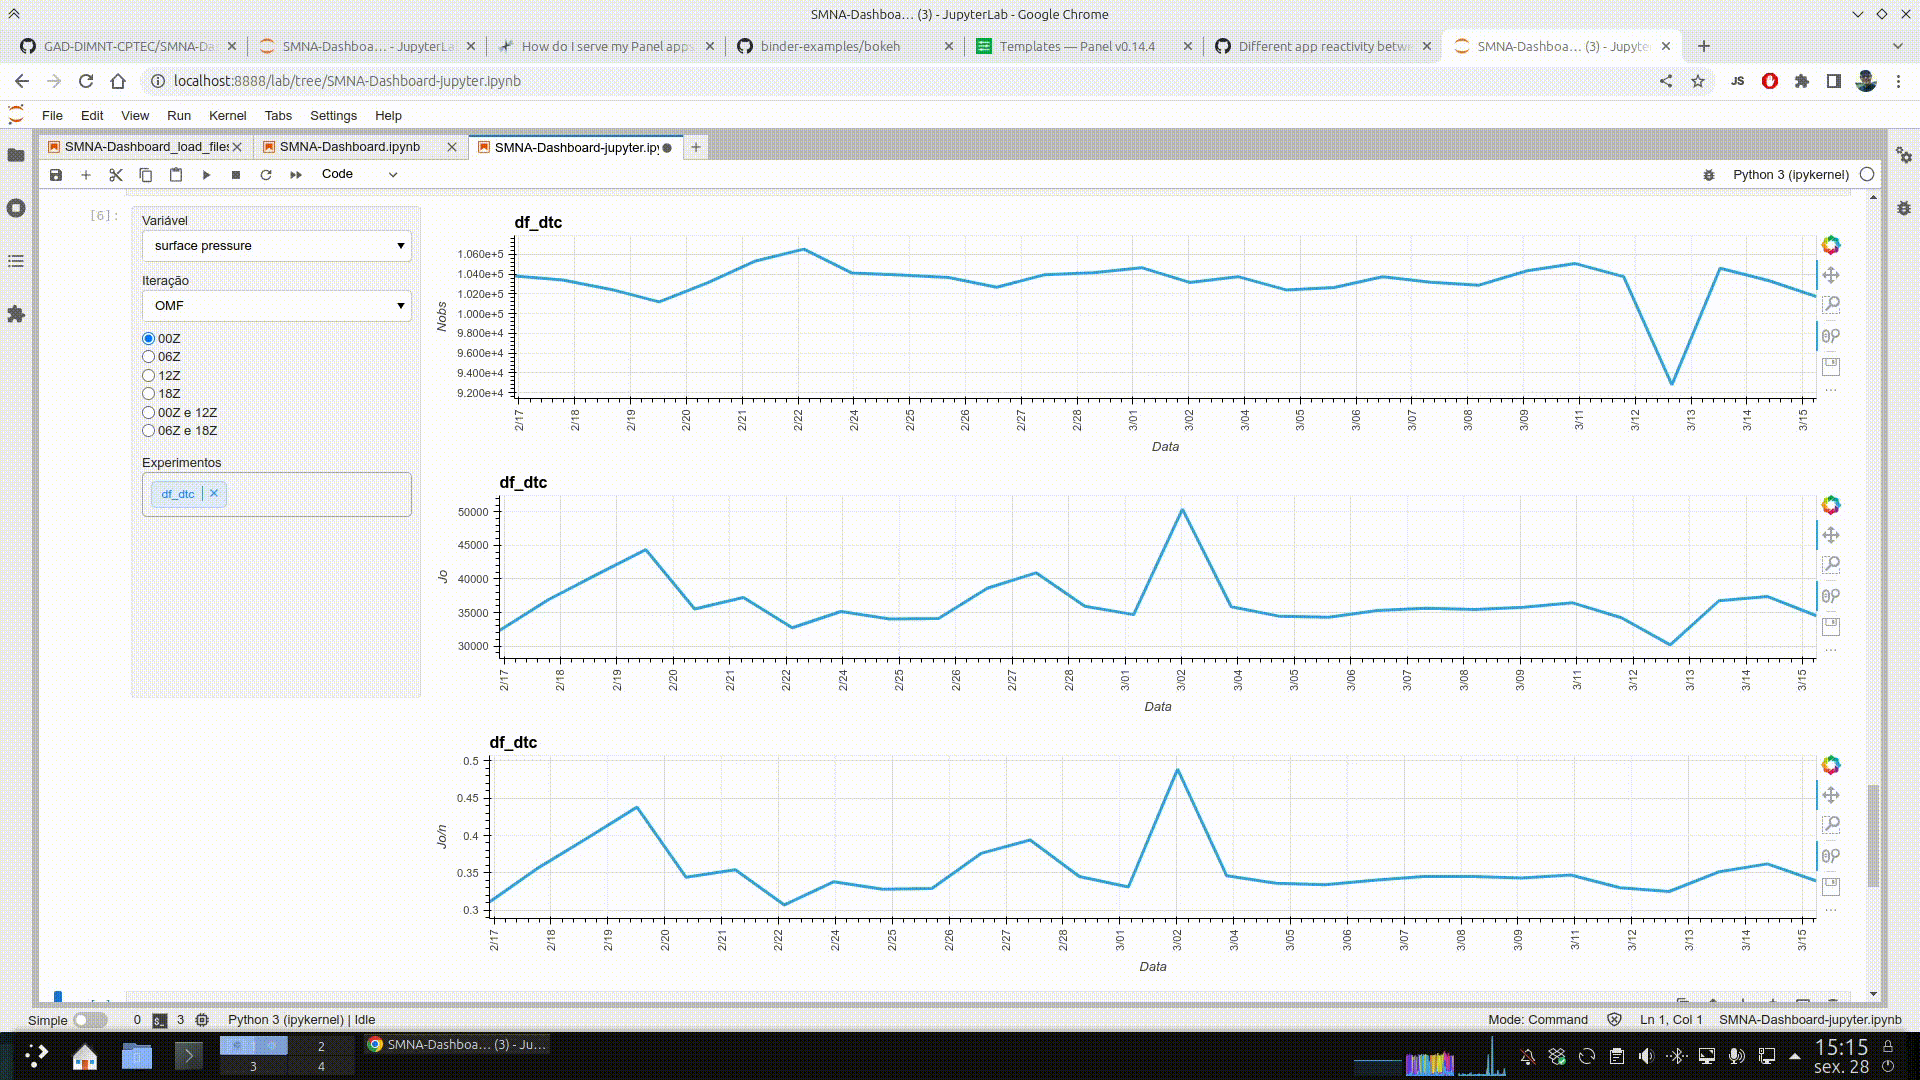 SMNA-Dashboa… (3) - JupyterLab - Google Chrome
GAD-DIMNT-CPTEC/SMNA-Da
SMNA-Dashboa… - JupyterLa
How do I serve my Panel apps
binder-examples/bokeh
Templates — Panel v0.14.4
Different app reactivity betwe
SMNA-Dashboa… (3) - Jupyte
localhost:8888/lab/tree/SMNA-Dashboard-jupyter.ipynb
JS
File Edit View Run Kernel Tabs Settings Help
SMNA-Dashboard_load_files
SMNA-Dashboard.ipynb
SMNA-Dashboard-jupyter.ipy
Code
Python 3 (ipykernel)
[6]:
Variável
surface pressure
Iteração
OMF
00Z
06Z
12Z
18Z
00Z e 12Z
06Z e 18Z
Experimentos
df_dtc
df_dtc
Nobs
1.060e+5
1.040e+5
1.020e+5
1.000e+5
9.800e+4
9.600e+4
9.400e+4
9.200e+4
2/17 2/18 2/19 2/20 2/21 2/22 2/24 2/25 2/26 2/27 2/28 3/01 3/02 3/04 3/05 3/06 3/07 3/08 3/09 3/11 3/12 3/13 3/14 3/15
Data
df_dtc
Jo
50000
45000
40000
35000
30000
2/17 2/18 2/19 2/20 2/21 2/22 2/24 2/25 2/26 2/27 2/28 3/01 3/02 3/04 3/05 3/06 3/07 3/08 3/09 3/11 3/12 3/13 3/14 3/15
Data
df_dtc
Jo/n
0.5
0.45
0.4
0.35
0.3
2/17 2/18 2/19 2/20 2/21 2/22 2/24 2/25 2/26 2/27 2/28 3/01 3/02 3/04 3/05 3/06 3/07 3/08 3/09 3/11 3/12 3/13 3/14 3/15
Data
Simple 0 3 Python 3 (ipykernel) | Idle
Mode: Command Ln 1, Col 1 SMNA-Dashboard-jupyter.ipynb
2
3 4
SMNA-Dashboa… (3) - Ju…
15:15
sex. 28